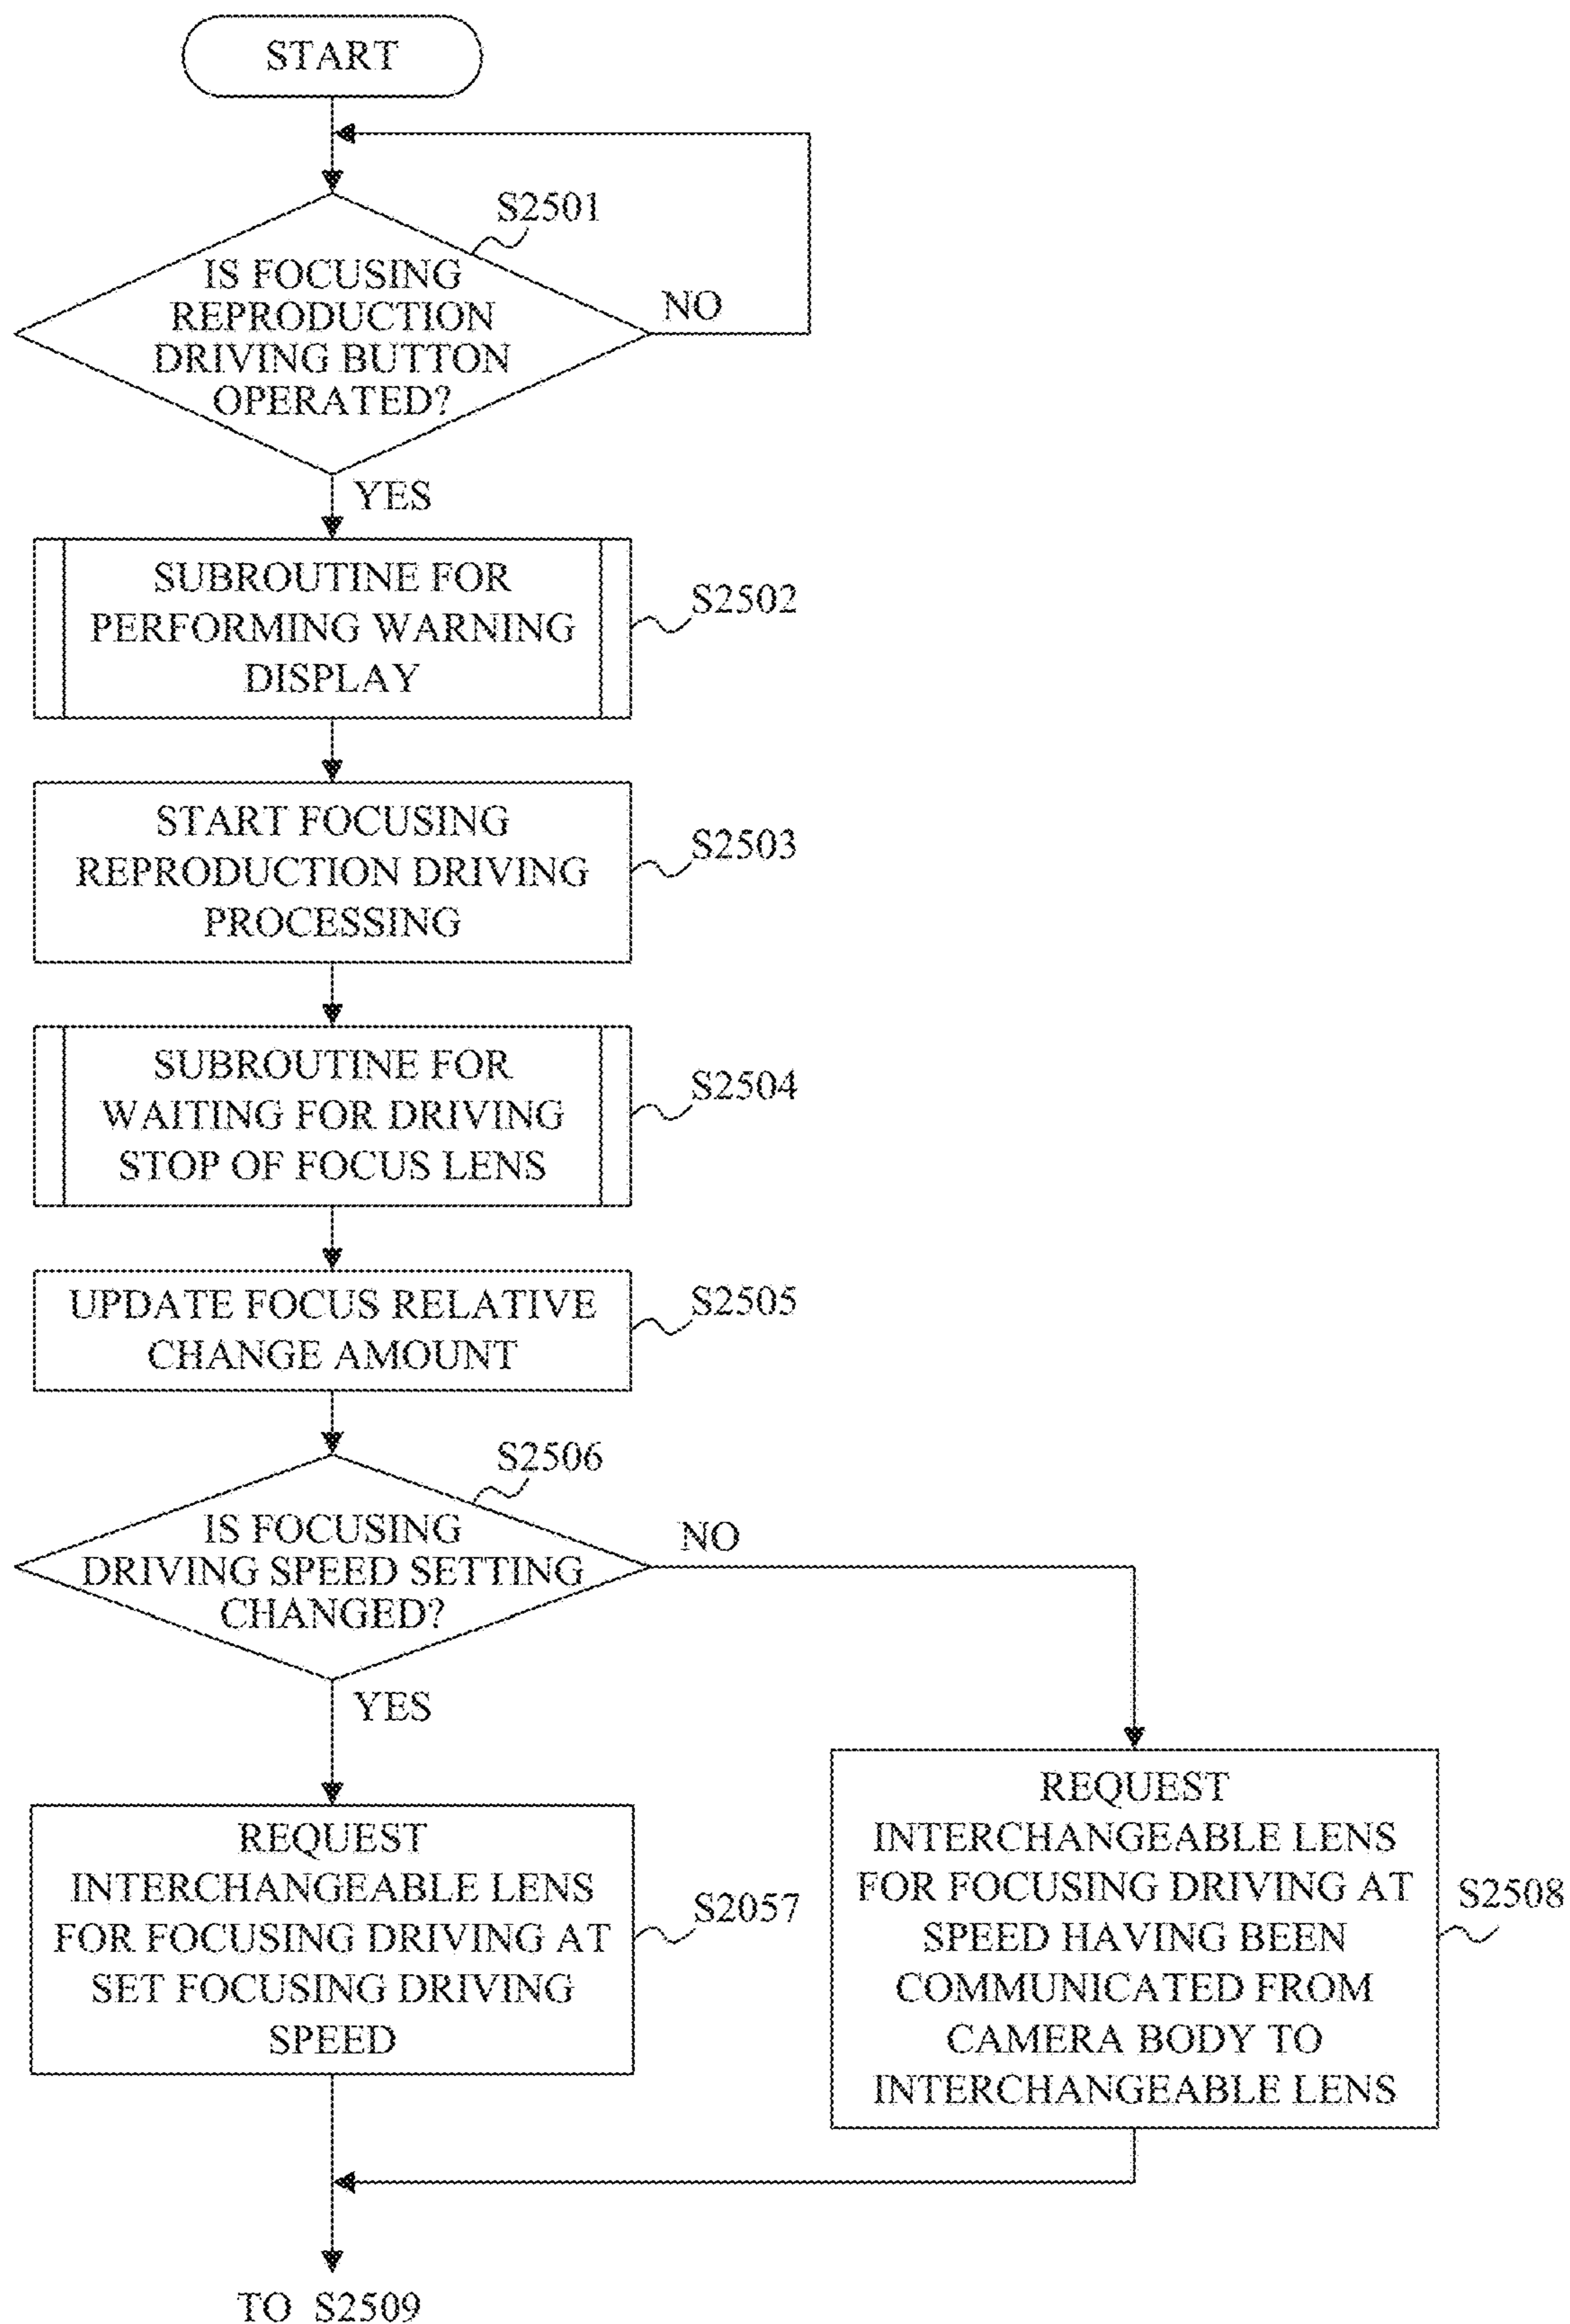 START
S2501
IS FOCUSING
REPRODUCTION
DRIVING BUTTON
OPERATED?
NO
YES
SUBROUTINE FOR
PERFORMING WARNING
DISPLAY
S2502
START FOCUSING
REPRODUCTION DRIVING
PROCESSING
S2503
SUBROUTINE FOR
WAITING FOR DRIVING
STOP OF FOCUS LENS
S2504
UPDATE FOCUS RELATIVE
CHANGE AMOUNT
S2505
S2506
IS FOCUSING
DRIVING SPEED SETTING
CHANGED?
NO
YES
REQUEST
INTERCHANGEABLE LENS
FOR FOCUSING DRIVING AT
SET FOCUSING DRIVING
SPEED
S2057
REQUEST
INTERCHANGEABLE LENS
FOR FOCUSING DRIVING AT
SPEED HAVING BEEN
COMMUNICATED FROM
CAMERA BODY TO
INTERCHANGEABLE LENS
S2508
TO S2509